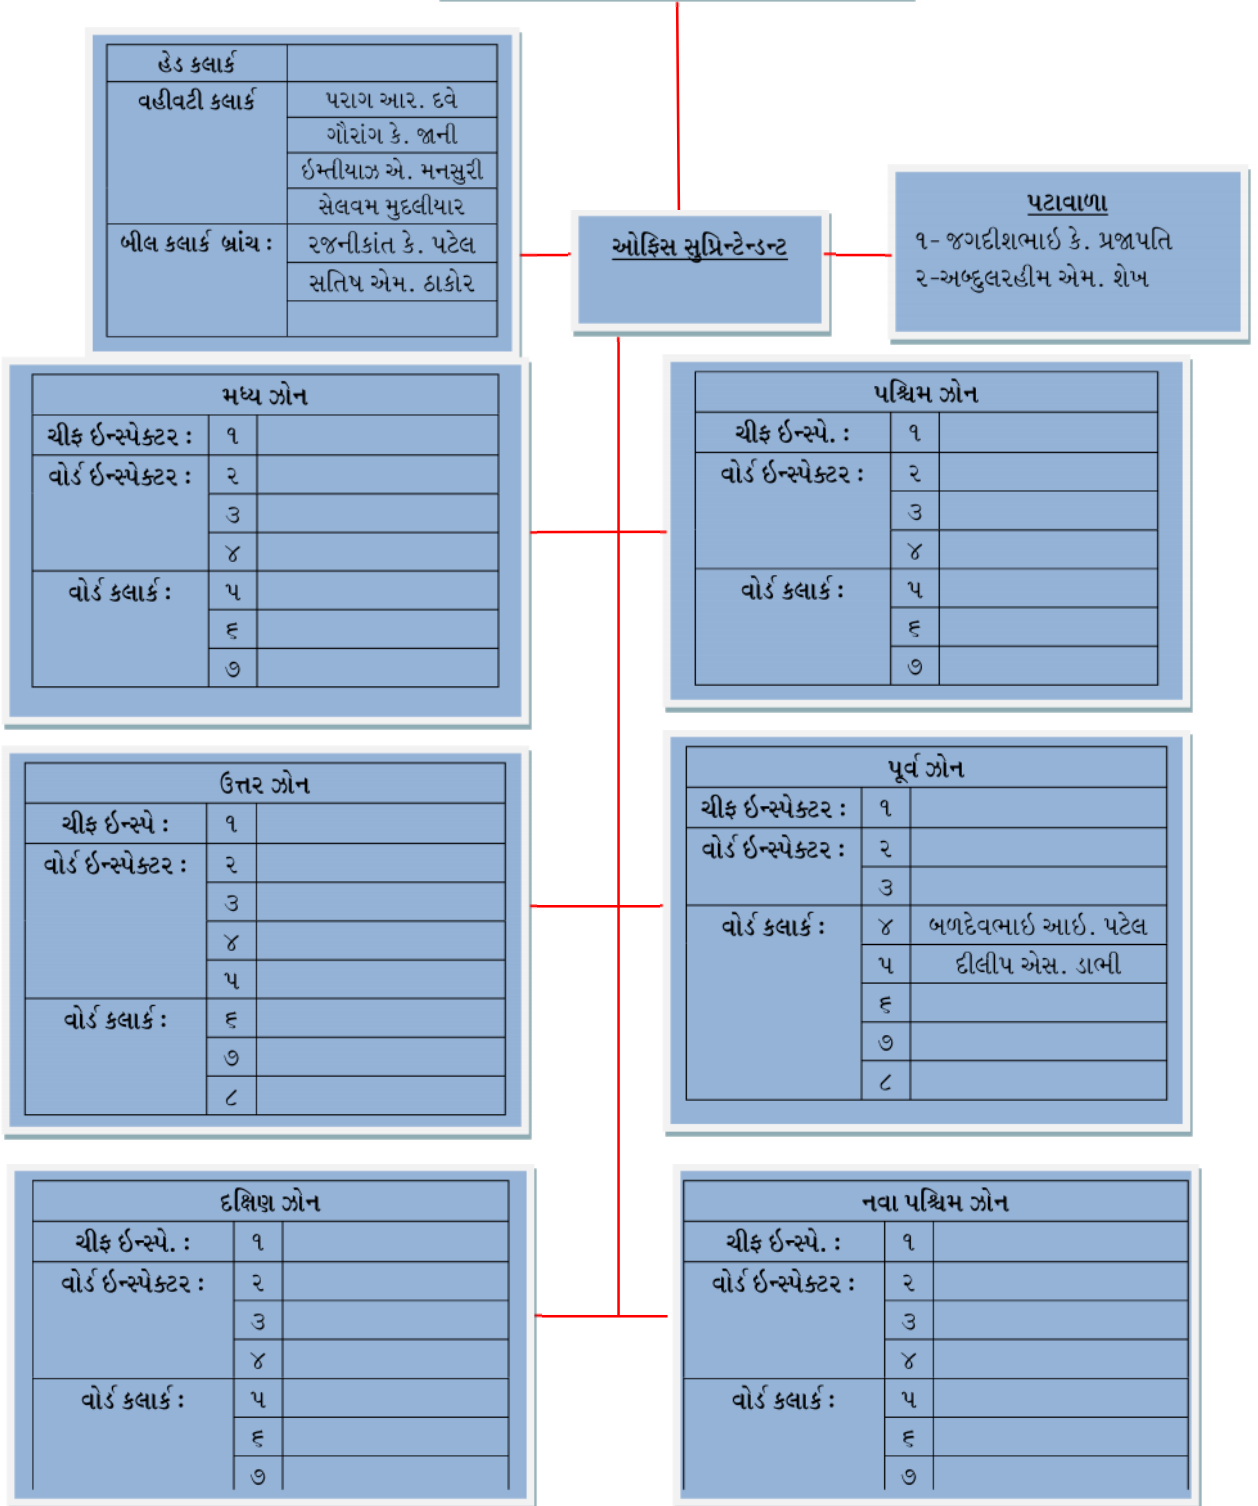 હેડ કલાર્ક
વહીવટી કલાર્ક પરાગ આર. દવે
ગૌરાંગ કે. જાની
ઇમ્તીયાઝ એ. મનસુરી
સેલવમ મુદલીયાર
બીલ કલાર્ક બ્રાંચ : રજનીકાંત કે. પટેલ
સતિષ એમ. ઠાકોર
ઓફિસ સુપ્રિન્ટેન્ડન્ટ
પટાવાળા
૧- જગદીશભાઇ કે. પ્રજાપતિ
૨-અબ્દુલરહીમ એમ. શેખ
મધ્ય ઝોન
ચીફ ઇન્સ્પેક્ટર : ૧
વોર્ડ ઇન્સ્પેક્ટર : ૨
૩
૪
વોર્ડ કલાર્ક : ૫
૬
૭
પશ્ચિમ ઝોન
ચીફ ઇન્સ્પે. : ૧
વોર્ડ ઇન્સ્પેક્ટર : ૨
૩
૪
વોર્ડ કલાર્ક : ૫
૬
૭
ઉત્તર ઝોન
ચીફ ઇન્સ્પે : ૧
વોર્ડ ઇન્સ્પેક્ટર : ૨
૩
૪
૫
વોર્ડ કલાર્ક : ૬
૭
૮
પૂર્વ ઝોન
ચીફ ઇન્સ્પેક્ટર : ૧
વોર્ડ ઇન્સ્પેક્ટર : ૨
૩
વોર્ડ કલાર્ક : ૪ બળદેવભાઇ આઇ. પટેલ
૫ દીલીપ એસ. ડાભી
૬
૭
૮
દક્ષિણ ઝોન
ચીફ ઇન્સ્પે. : ૧
વોર્ડ ઇન્સ્પેક્ટર : ૨
૩
૪
વોર્ડ કલાર્ક : ૫
૬
૭
નવા પશ્ચિમ ઝોન
ચીફ ઇન્સ્પે. : ૧
વોર્ડ ઇન્સ્પેક્ટર : ૨
૩
૪
વોર્ડ કલાર્ક : ૫
૬
૭